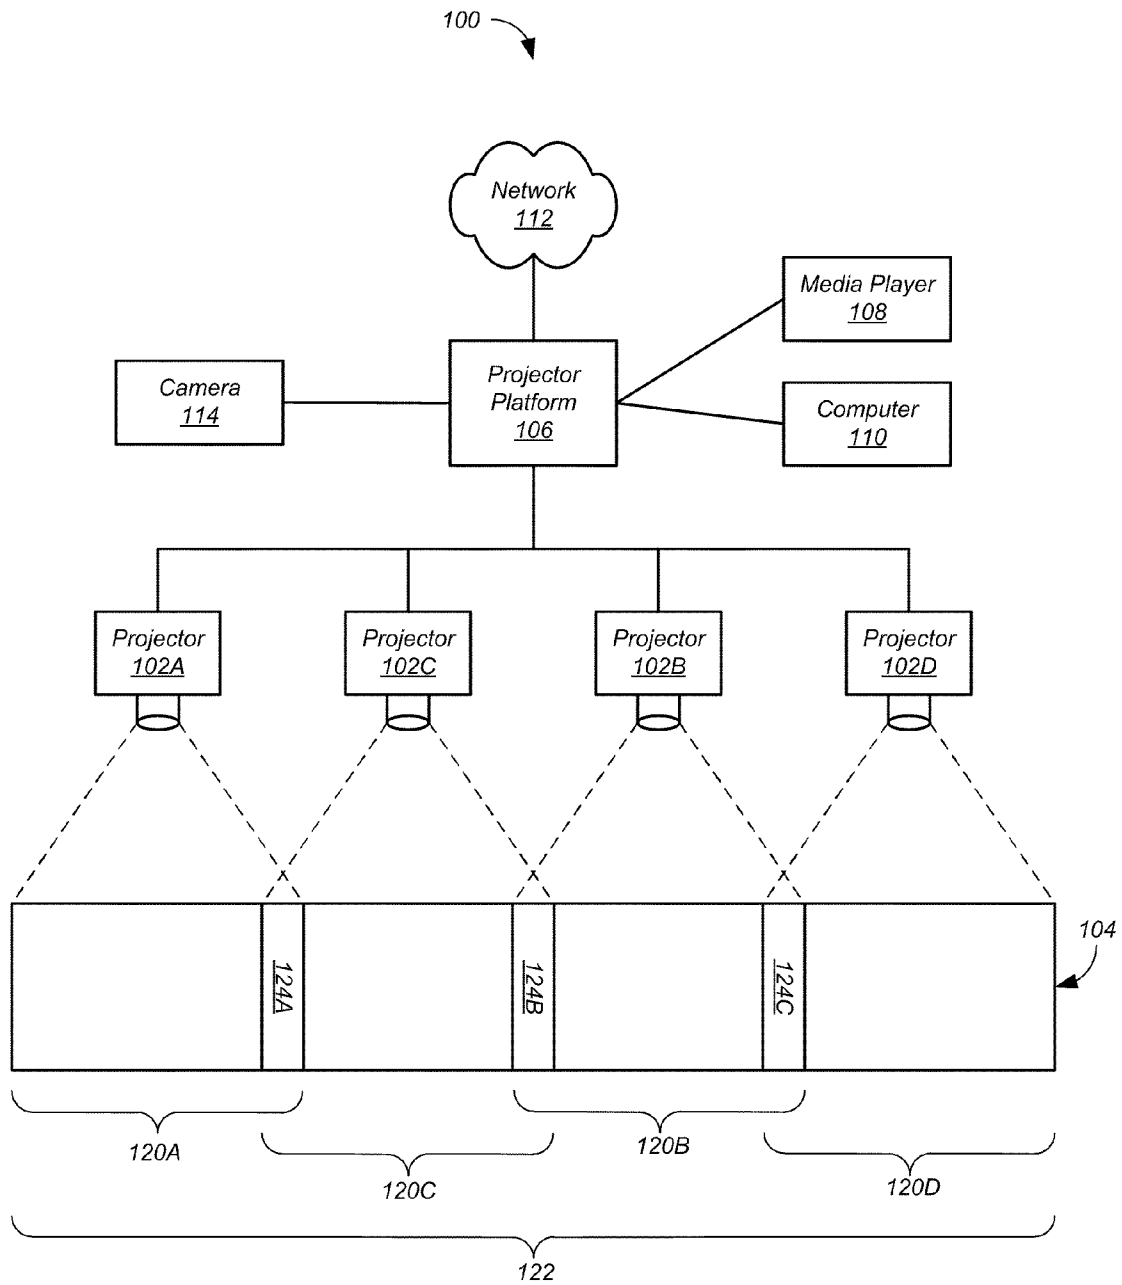 100
Network
112
Media Player
108
Camera
114
Projector
Platform
106
Computer
110
Projector
102A
Projector
102C
Projector
102B
Projector
102D
104
124A
124B
124C
120A
120B
120C
120D
122